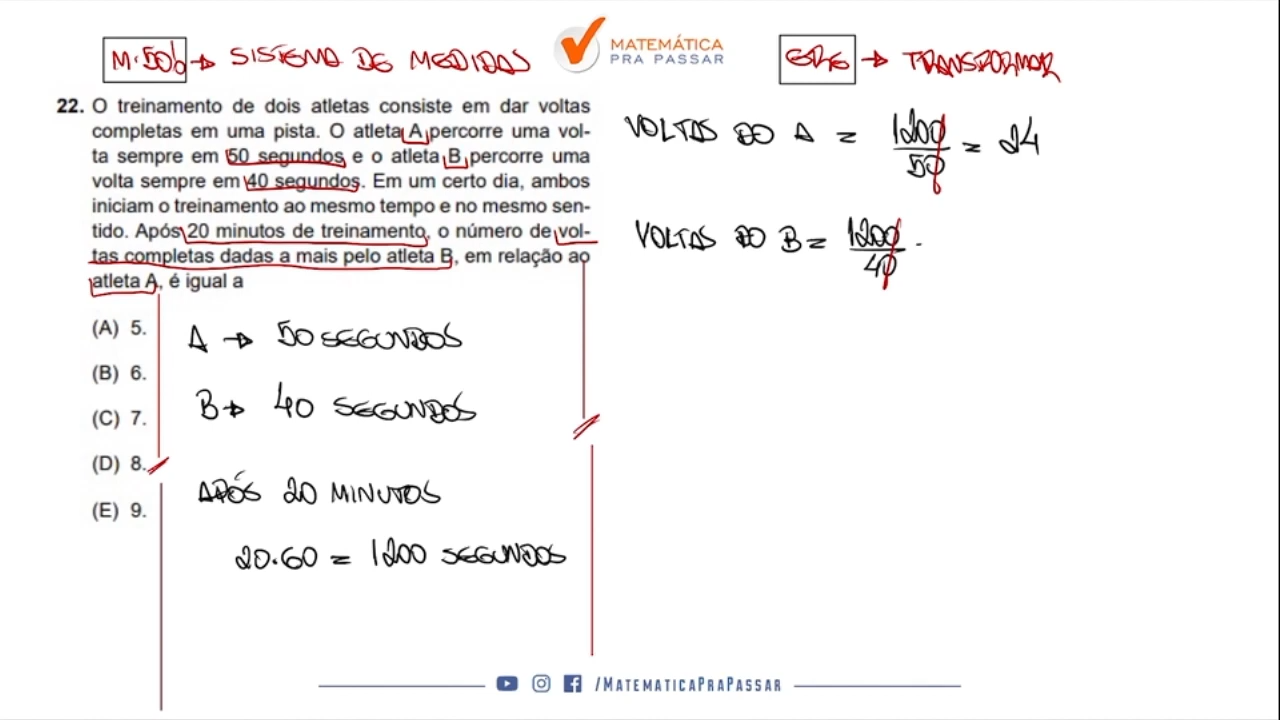 M.50b → SISTEMA DE MEDIDAS
MATEMÁTICA
PRA PASSAR
→ TRANSFORMAR
22. O treinamento de dois atletas consiste em dar voltas
completas em uma pista. O atleta A percorre uma vol-
ta sempre em 50 segundos e o atleta B percorre uma
volta sempre em 40 segundos. Em um certo dia, ambos
iniciam o treinamento ao mesmo tempo e no mesmo sen-
tido. Após 20 minutos de treinamento, o número de vol-
tas completas dadas a mais pelo atleta B, em relação ao
atleta A, é igual a
(A) 5.
(B) 6.
(C) 7.
(D) 8.
(E) 9.
A → 50 SEGUNDOS
B → 40 SEGUNDOS
APÓS 20 MINUTOS
20.60 = 1200 SEGUNDOS
VOLTAS DO A = 1200/50 = 24
VOLTAS DO B = 1200/40
/MATEMATICAPRAPASSAR